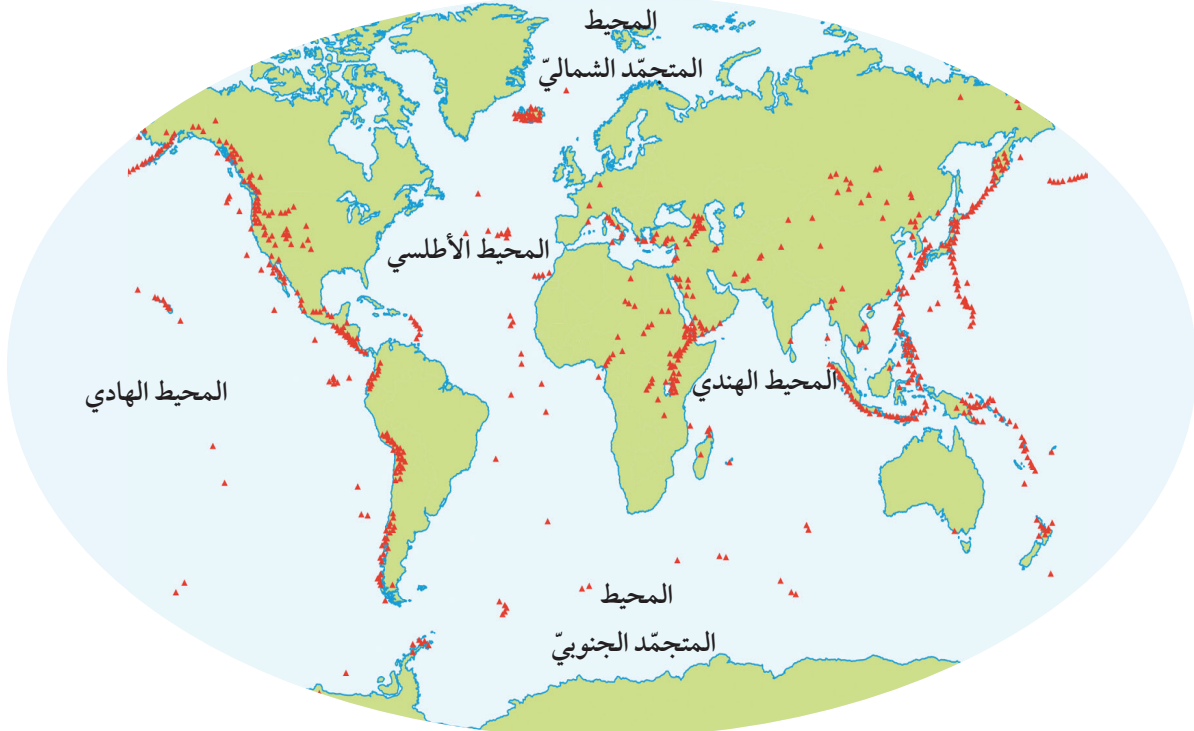 المحيط
المتجمّد الشماليّ
المحيط الأطلسي
المحيط الهندي
المحيط الهادي
المحيط
المتجمّد الجنوبيّ